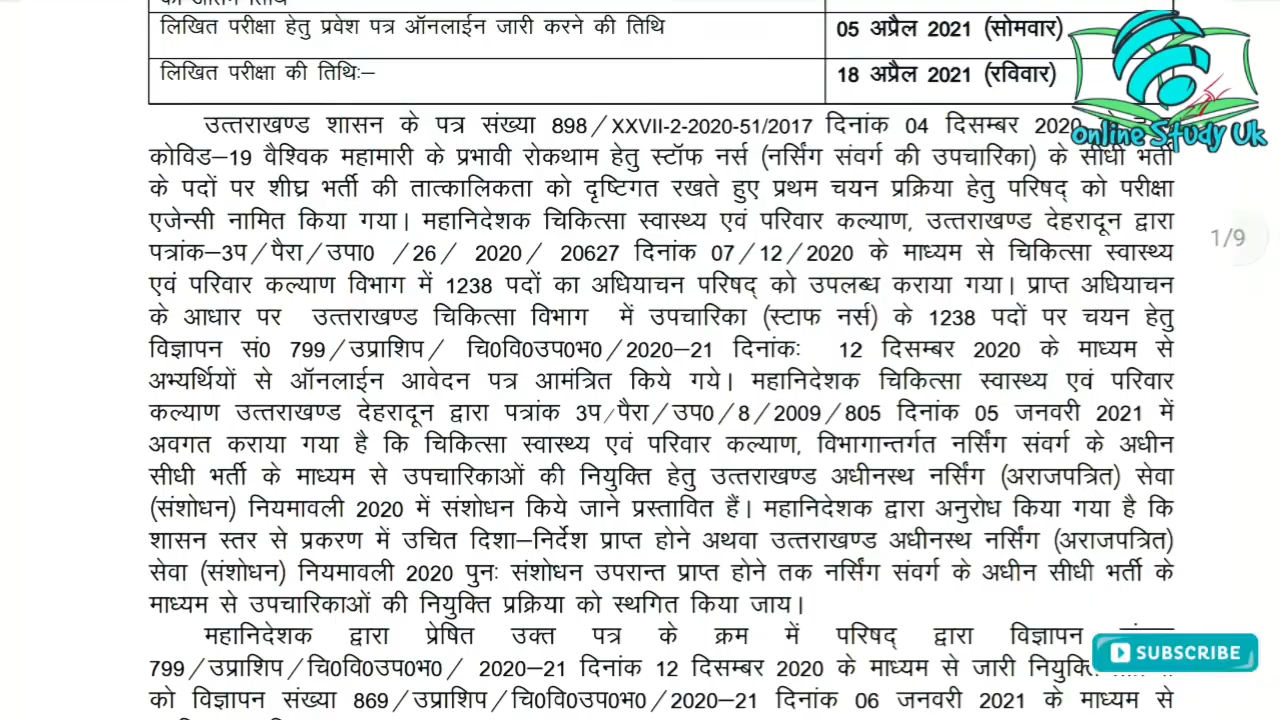 लिखित परीक्षा हेतु प्रवेश पत्र ऑनलाईन जारी करने की तिथि 05 अप्रैल 2021 (सोमवार)
लिखित परीक्षा की तिथिः– 18 अप्रैल 2021 (रविवार)
Online Study Uk
उत्तराखण्ड शासन के पत्र संख्या 898/XXVII-2-2020-51/2017 दिनांक 04 दिसम्बर 2020
कोविड–19 वैश्विक महामारी के प्रभावी रोकथाम हेतु स्टॉफ नर्स (नर्सिंग संवर्ग की उपचारिका) के सीधी भर्ती
के पदों पर शीघ्र भर्ती की तात्कालिकता को दृष्टिगत रखते हुए प्रथम चयन प्रक्रिया हेतु परिषद् को परीक्षा
एजेन्सी नामित किया गया। महानिदेशक चिकित्सा स्वास्थ्य एवं परिवार कल्याण, उत्तराखण्ड देहरादून द्वारा
पत्रांक–3प/पैरा/उपा0 /26/ 2020/ 20627 दिनांक 07/12/2020 के माध्यम से चिकित्सा स्वास्थ्य
एवं परिवार कल्याण विभाग में 1238 पदों का अधियाचन परिषद् को उपलब्ध कराया गया। प्राप्त अधियाचन
के आधार पर उत्तराखण्ड चिकित्सा विभाग में उपचारिका (स्टाफ नर्स) के 1238 पदों पर चयन हेतु
विज्ञापन सं0 799/उप्राशिप/ चि0वि0उप0भ0/2020–21 दिनांकः 12 दिसम्बर 2020 के माध्यम से
अभ्यर्थियों से ऑनलाईन आवेदन पत्र आमंत्रित किये गये। महानिदेशक चिकित्सा स्वास्थ्य एवं परिवार
कल्याण उत्तराखण्ड देहरादून द्वारा पत्रांक 3प/पैरा/उप0/8/2009/805 दिनांक 05 जनवरी 2021 में
अवगत कराया गया है कि चिकित्सा स्वास्थ्य एवं परिवार कल्याण, विभागान्तर्गत नर्सिंग संवर्ग के अधीन
सीधी भर्ती के माध्यम से उपचारिकाओं की नियुक्ति हेतु उत्तराखण्ड अधीनस्थ नर्सिंग (अराजपत्रित) सेवा
(संशोधन) नियमावली 2020 में संशोधन किये जाने प्रस्तावित हैं। महानिदेशक द्वारा अनुरोध किया गया है कि
शासन स्तर से प्रकरण में उचित दिशा–निर्देश प्राप्त होने अथवा उत्तराखण्ड अधीनस्थ नर्सिंग (अराजपत्रित)
सेवा (संशोधन) नियमावली 2020 पुनः संशोधन उपरान्त प्राप्त होने तक नर्सिंग संवर्ग के अधीन सीधी भर्ती के
माध्यम से उपचारिकाओं की नियुक्ति प्रक्रिया को स्थगित किया जाय।
महानिदेशक द्वारा प्रेषित उक्त पत्र के क्रम में परिषद् द्वारा विज्ञापन
799/उप्राशिप/चि0वि0उप0भ0/ 2020–21 दिनांक 12 दिसम्बर 2020 के माध्यम से जारी नियुक्ति
को विज्ञापन संख्या 869/उप्राशिप/चि0वि0उप0भ0/2020–21 दिनांक 06 जनवरी 2021 के माध्यम से
1/9
SUBSCRIBE